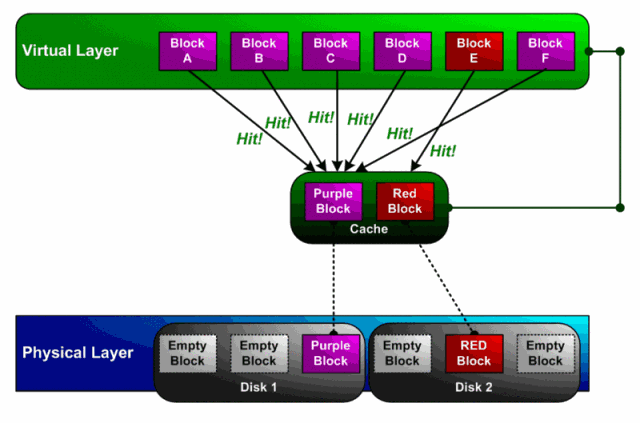 Virtual Layer
Block A
Block B
Block C
Block D
Block E
Block F
Hit!
Hit!
Hit!
Hit!
Hit!
Hit!
Purple Block
Red Block
Cache
Physical Layer
Empty Block
Empty Block
Purple Block
Empty Block
RED Block
Empty Block
Disk 1
Disk 2